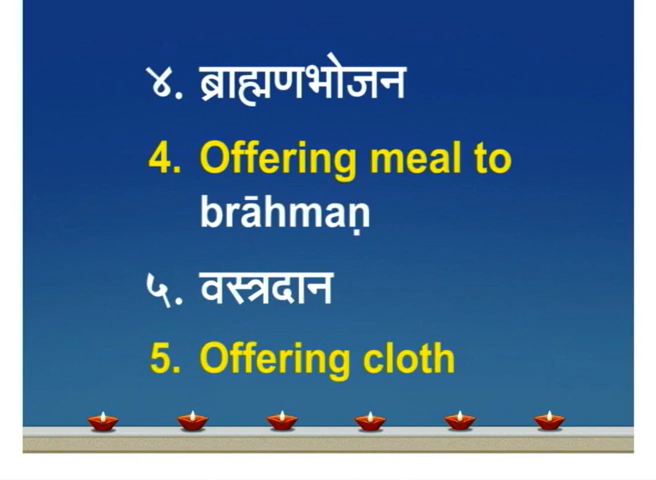 ४. ब्राह्मणभोजन
4. Offering meal to
brāhmaṇ
५. वस्त्रदान
5. Offering cloth